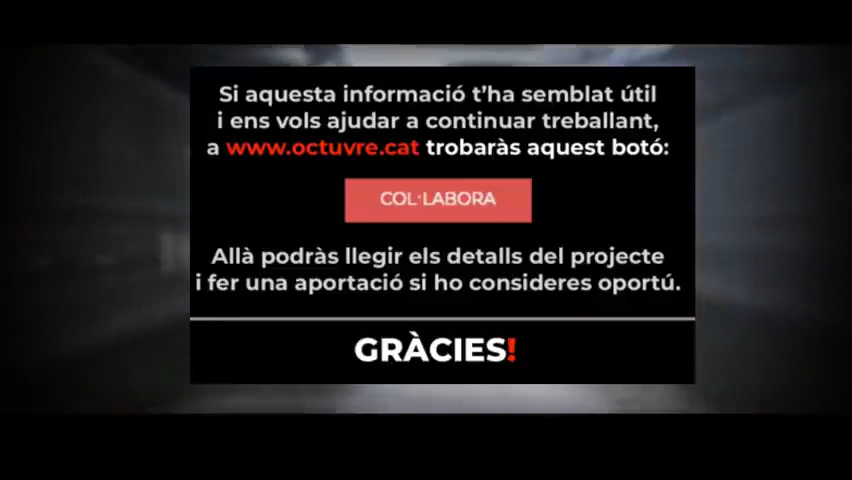 Si aquesta informació t'ha semblat útil
i ens vols ajudar a continuar treballant,
a www.octuvre.cat trobaràs aquest botó:
COL·LABORA
Allà podràs llegir els detalls del projecte
i fer una aportació si ho consideres oportú.
GRÀCIES!